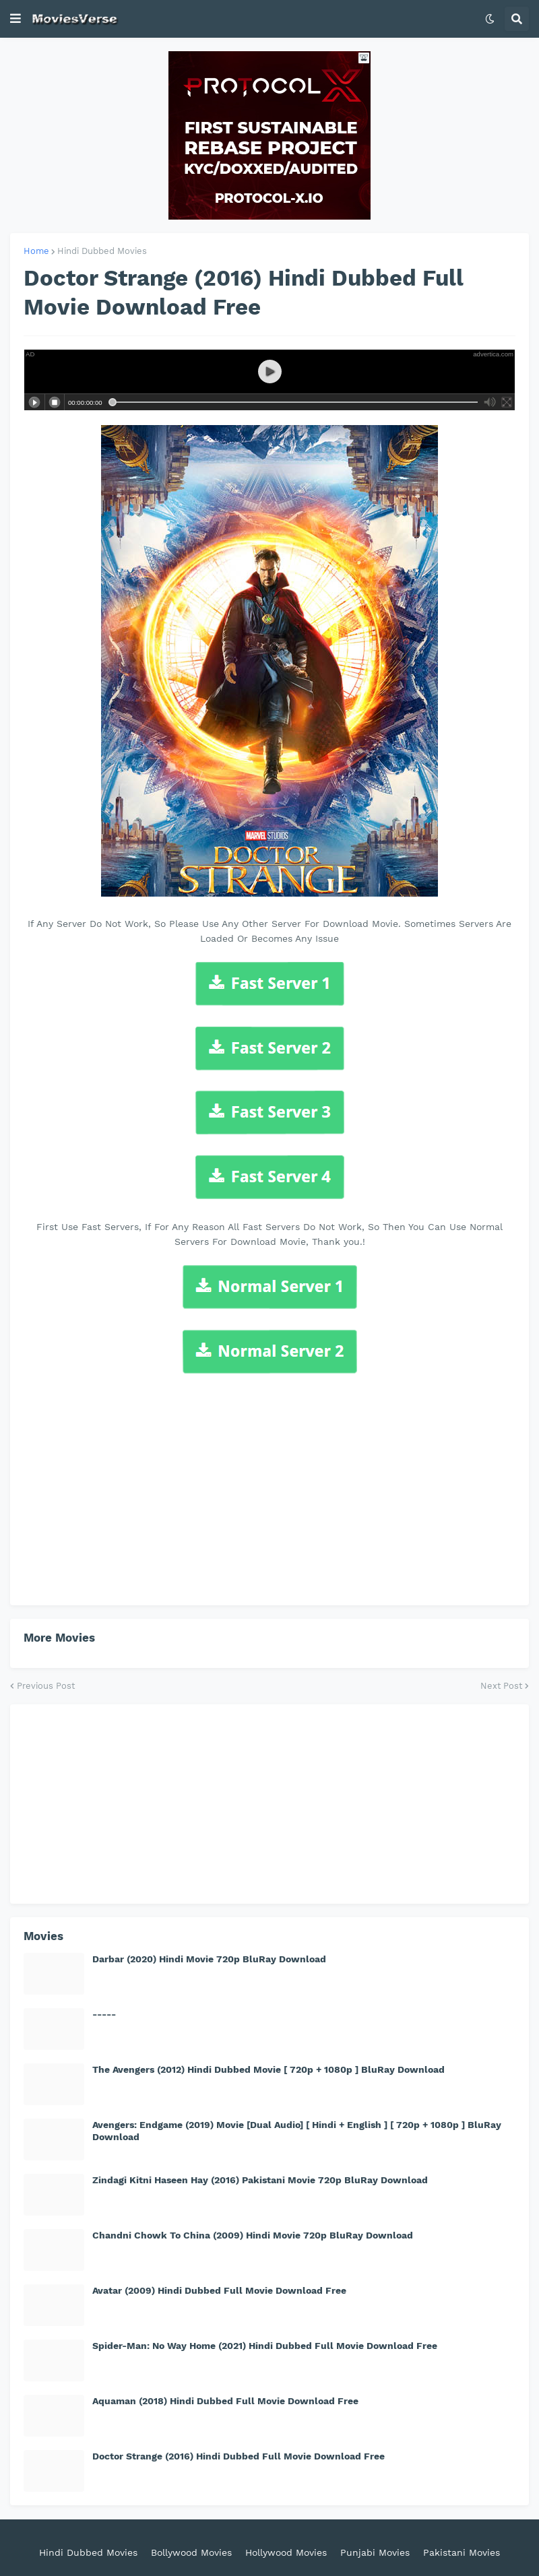 MoviesVerse
PROTOCOLX
FIRST SUSTAINABLE
REBASE PROJECT
KYC/DOXXED/AUDITED
PROTOCOL-X.IO
Home › Hindi Dubbed Movies
Doctor Strange (2016) Hindi Dubbed Full
Movie Download Free
AD
advertica.com
00:00:00:00
MARVEL STUDIOS
DOCTOR
STRANGE
If Any Server Do Not Work, So Please Use Any Other Server For Download Movie. Sometimes Servers Are
Loaded Or Becomes Any Issue
Fast Server 1
Fast Server 2
Fast Server 3
Fast Server 4
First Use Fast Servers, If For Any Reason All Fast Servers Do Not Work, So Then You Can Use Normal
Servers For Download Movie, Thank you.!
Normal Server 1
Normal Server 2
More Movies
‹ Previous Post
Next Post ›
Movies
Darbar (2020) Hindi Movie 720p BluRay Download
-----
The Avengers (2012) Hindi Dubbed Movie [ 720p + 1080p ] BluRay Download
Avengers: Endgame (2019) Movie [Dual Audio] [ Hindi + English ] [ 720p + 1080p ] BluRay
Download
Zindagi Kitni Haseen Hay (2016) Pakistani Movie 720p BluRay Download
Chandni Chowk To China (2009) Hindi Movie 720p BluRay Download
Avatar (2009) Hindi Dubbed Full Movie Download Free
Spider-Man: No Way Home (2021) Hindi Dubbed Full Movie Download Free
Aquaman (2018) Hindi Dubbed Full Movie Download Free
Doctor Strange (2016) Hindi Dubbed Full Movie Download Free
Hindi Dubbed Movies
Bollywood Movies
Hollywood Movies
Punjabi Movies
Pakistani Movies